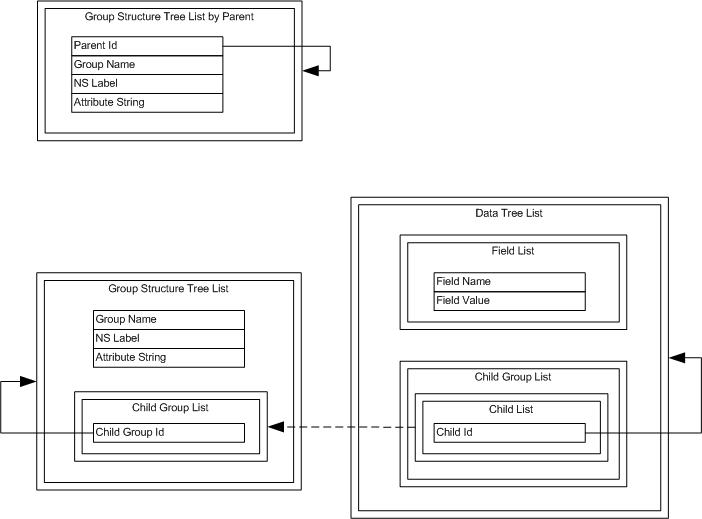 Group Structure Tree List by Parent
Parent Id
Group Name
NS Label
Attribute String
Group Structure Tree List
Group Name
NS Label
Attribute String
Child Group List
Child Group Id
Data Tree List
Field List
Field Name
Field Value
Child Group List
Child List
Child Id